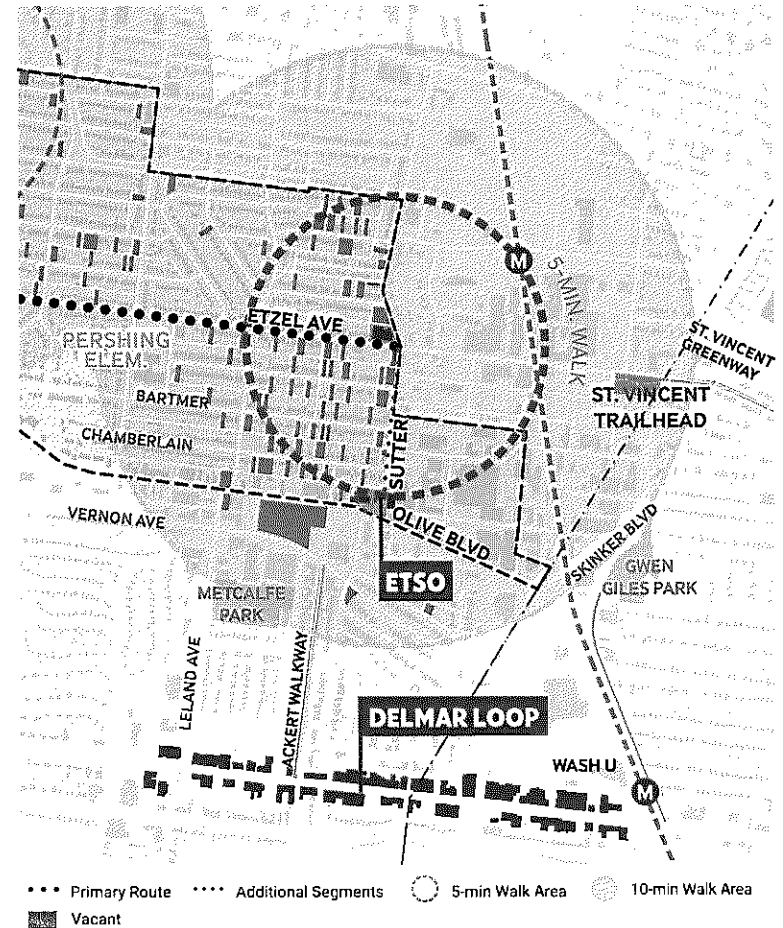 M
5-MIN WALK
ETZEL AVE
PERSHING
ELEM.
ST. VINCENT
GREENWAY
BARTMER
ST. VINCENT
TRAILHEAD
CHAMBERLAIN
SUTTER
VERNON AVE
OLIVE BLVD
SKINKER BLVD
ETSO
GWEN
GILES PARK
METCALFE
PARK
LELAND AVE
ACKERT WALKWAY
DELMAR LOOP
WASH U
M
Primary Route
Additional Segments
5-min Walk Area
10-min Walk Area
Vacant